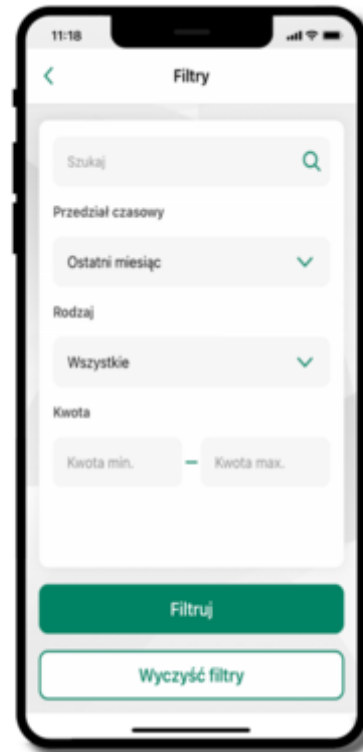 11:18
Filtry
Szukaj
Przedział czasowy
Ostatni miesiąc
Rodzaj
Wszystkie
Kwota
Kwota min. – Kwota max.
Filtruj
Wyczyść filtry